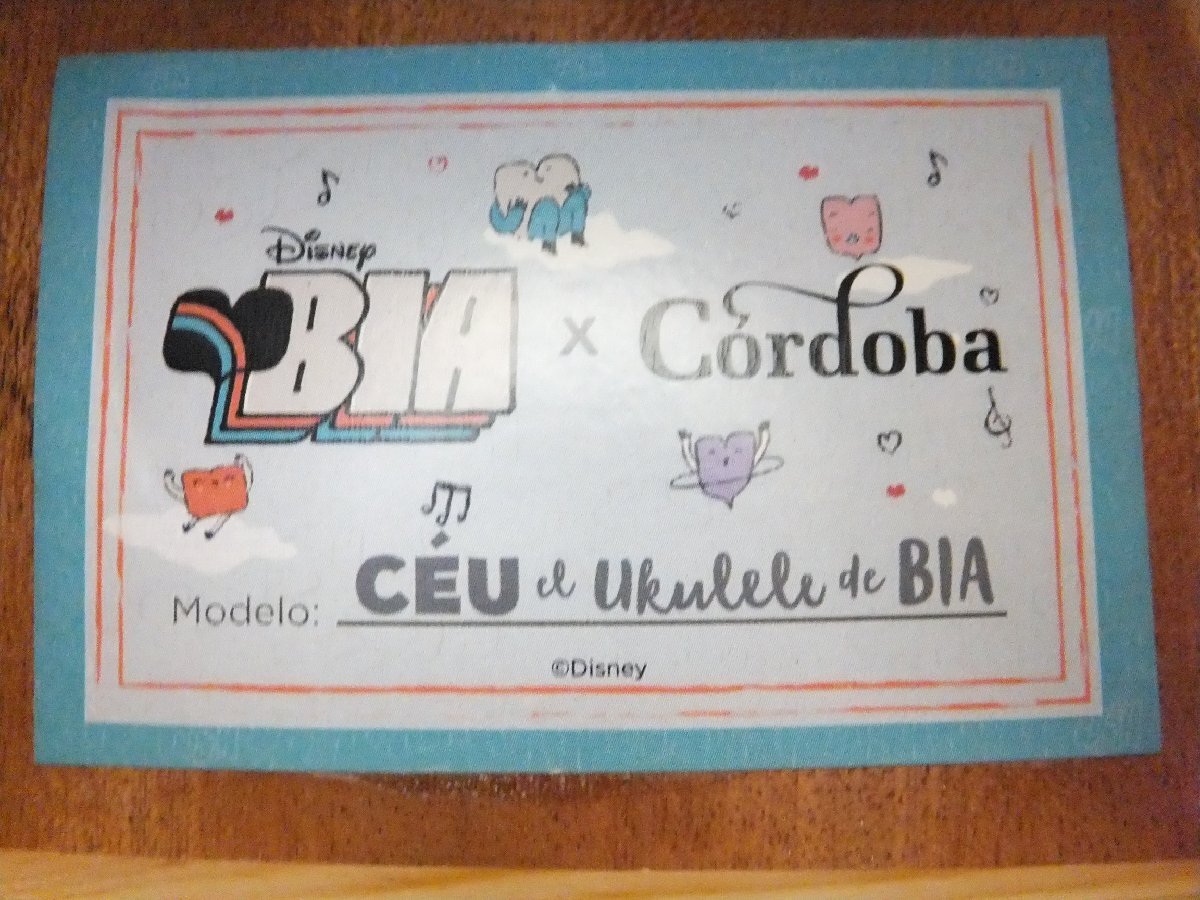 Disney
BIA x Córdoba
Modelo: CÉU el Ukulele de BIA
©Disney